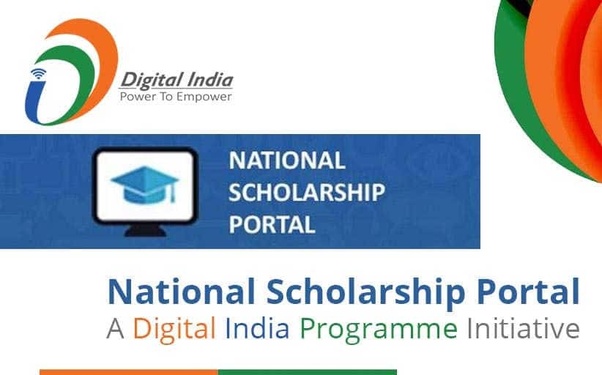 Digital India
Power To Empower
NATIONAL
SCHOLARSHIP
PORTAL
National Scholarship Portal
A Digital India Programme Initiative